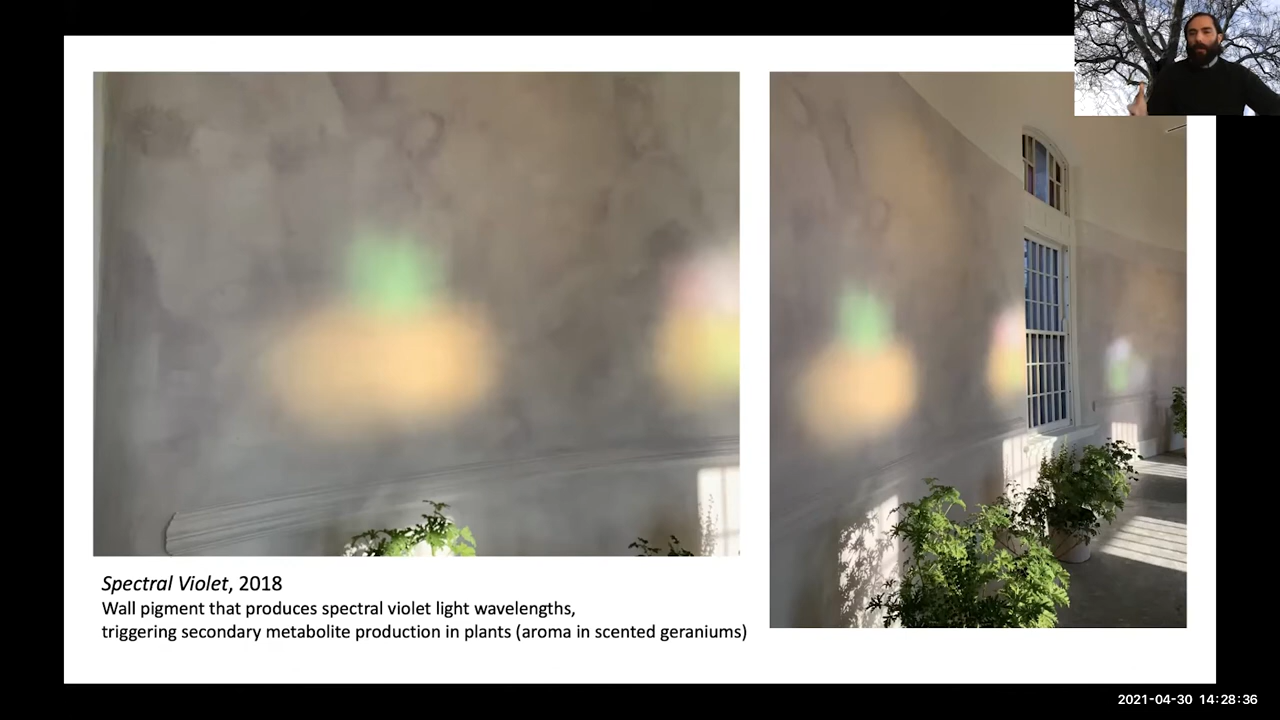 Spectral Violet, 2018
Wall pigment that produces spectral violet light wavelengths,
triggering secondary metabolite production in plants (aroma in scented geraniums)
2021-04-30 14:28:36